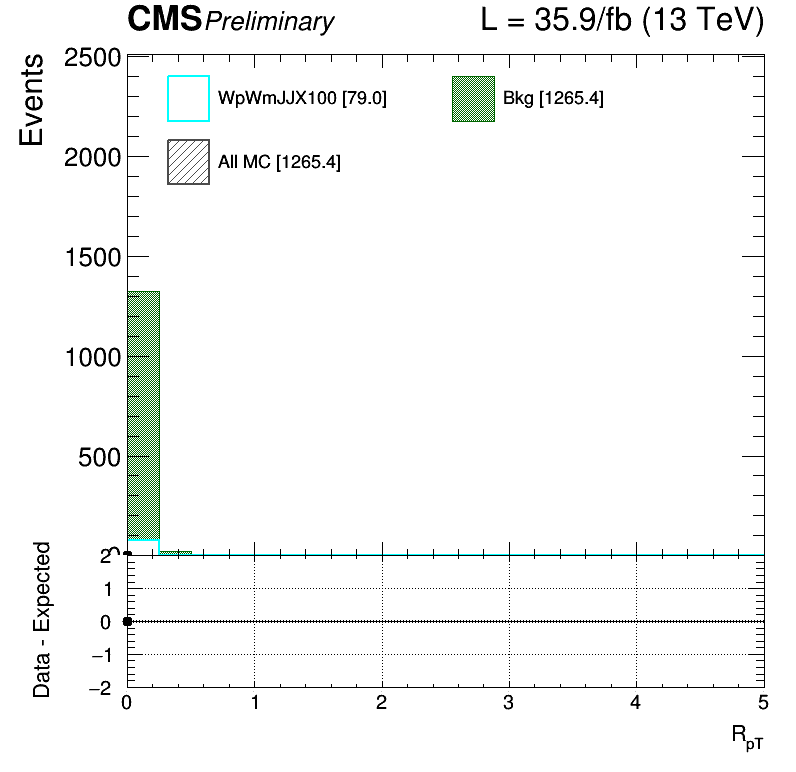 CMS Preliminary L = 35.9/fb (13 TeV)
Events
2500
2000
1500
1000
500
WpWmJJX100 [79.0]
Bkg [1265.4]
All MC [1265.4]
Data - Expected
2
1
0
−1
−2
0 1 2 3 4 5
RpT